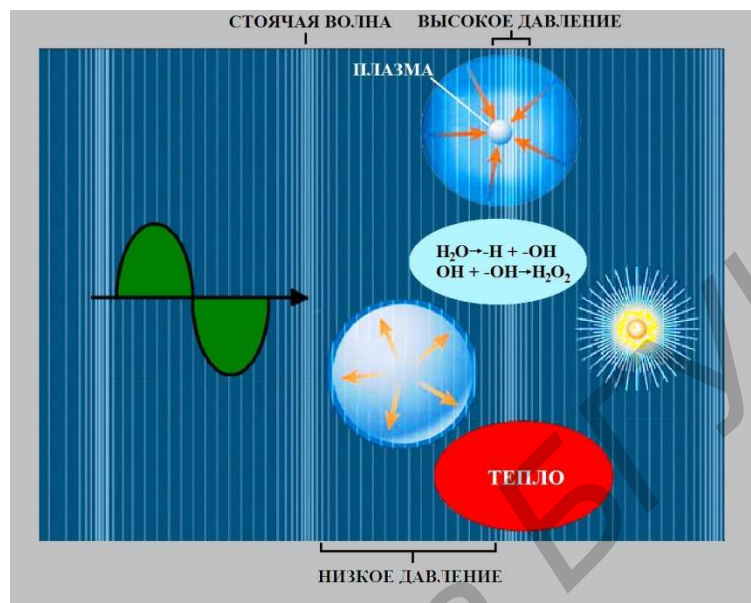 СТОЯЧАЯ ВОЛНА
ВЫСОКОЕ ДАВЛЕНИЕ
ПЛАЗМА
H₂O→-H + -OH
OH + -OH→H₂O₂
ТЕПЛО
НИЗКОЕ ДАВЛЕНИЕ